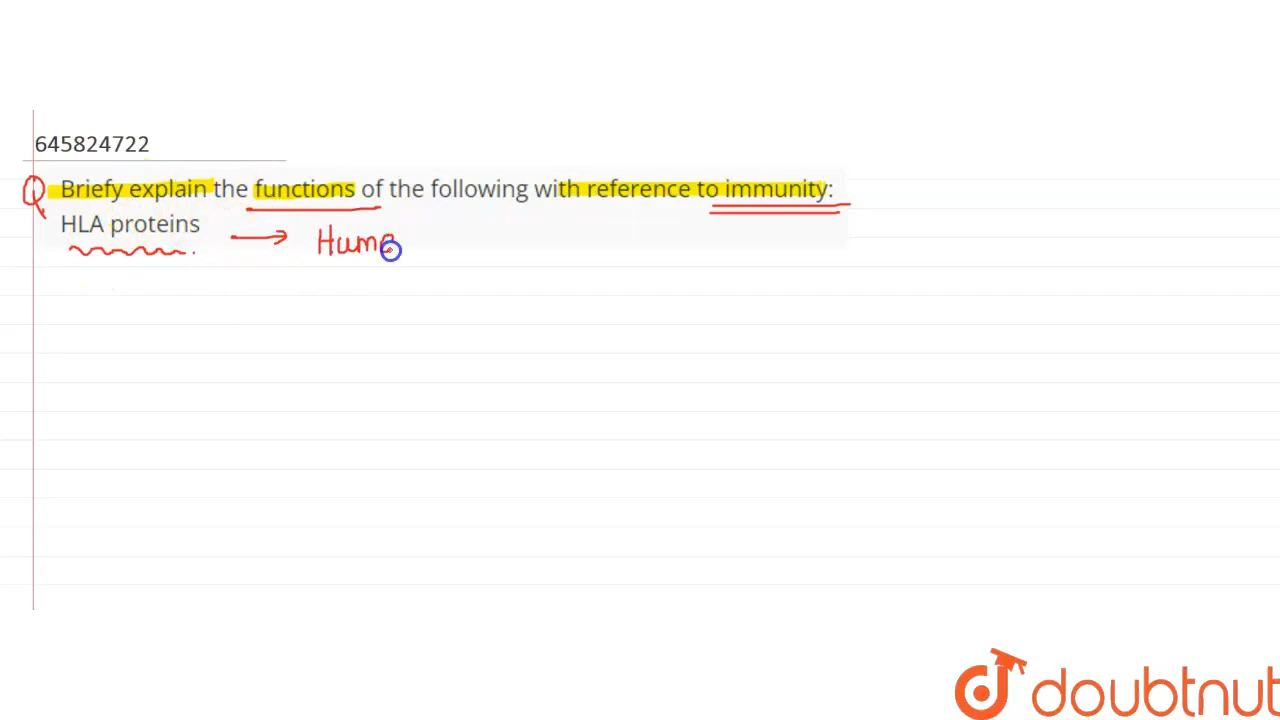 645824722
Q Briefy explain the functions of the following with reference to immunity:
HLA proteins → Huma
doubtnut